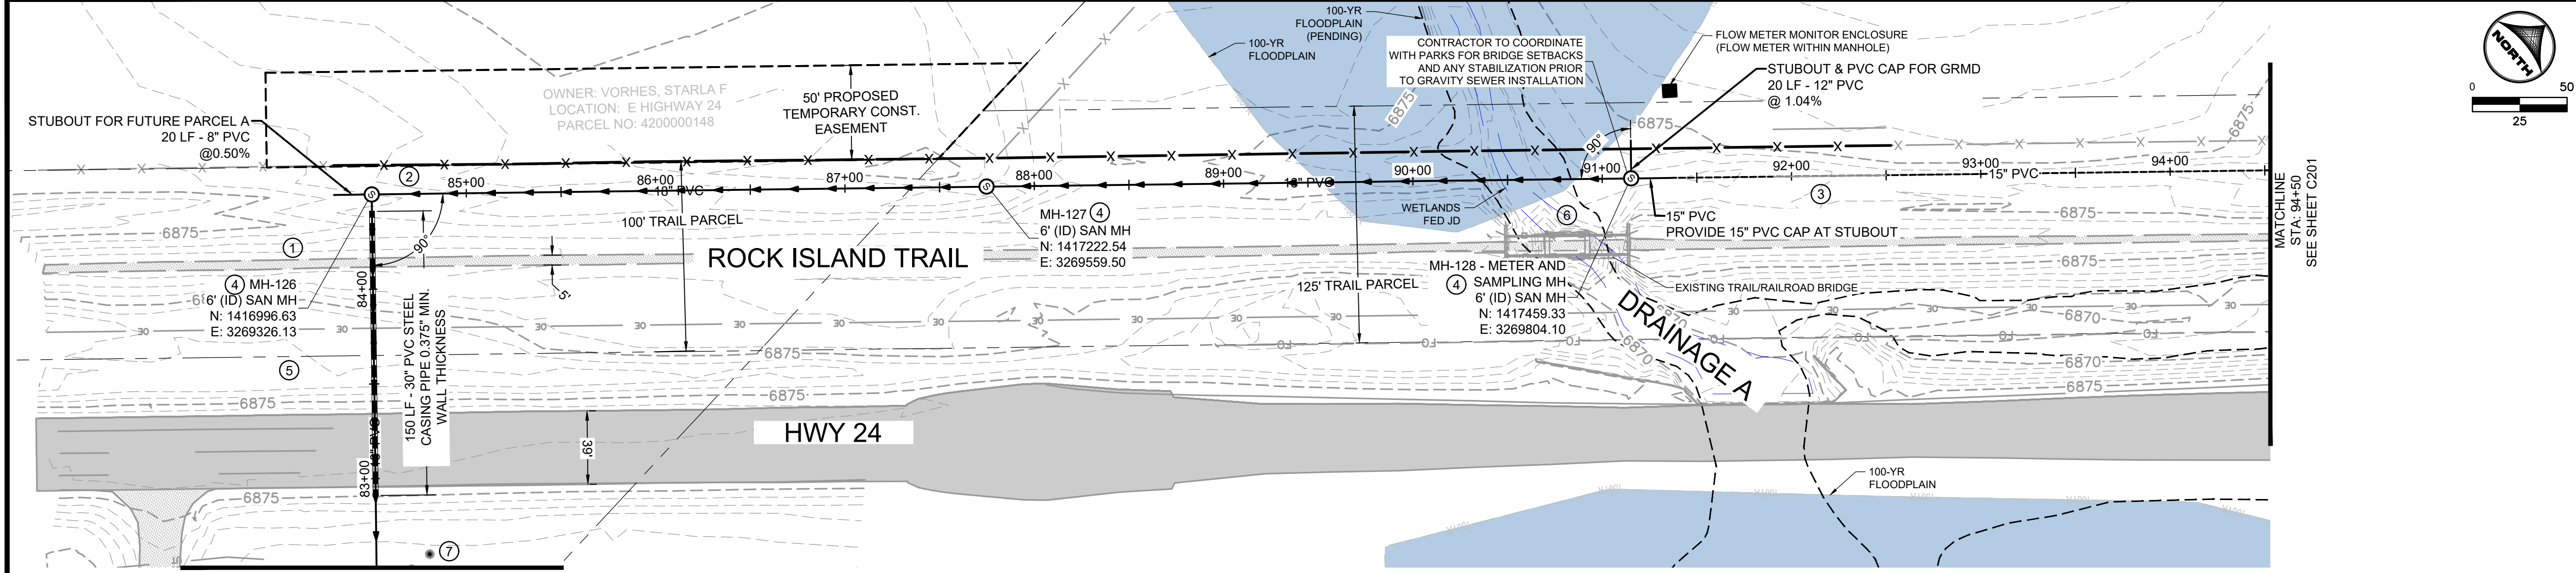 100-YR
FLOODPLAIN
(PENDING)
100-YR
FLOODPLAIN
CONTRACTOR TO COORDINATE
WITH PARKS FOR BRIDGE SETBACKS
AND ANY STABILIZATION PRIOR
TO GRAVITY SEWER INSTALLATION
FLOW METER MONITOR ENCLOSURE
(FLOW METER WITHIN MANHOLE)
STUBOUT & PVC CAP FOR GRMD
20 LF - 12" PVC
@ 1.04%
NORTH
0 50
25
OWNER: VORHES, STARLA F
LOCATION: E HIGHWAY 24
PARCEL NO: 4200000148
50' PROPOSED
TEMPORARY CONST.
EASEMENT
STUBOUT FOR FUTURE PARCEL A
20 LF - 8" PVC
@0.50%
6875
6875
6875
90°
2
85+00
86+00
18" PVC
87+00
88+00
89+00
18" PVC
90+00
91+00
92+00
93+00
15" PVC
94+00
S
S
S
3
MATCHLINE
STA: 94+50
SEE SHEET C201
100' TRAIL PARCEL
MH-127 4
6' (ID) SAN MH
N: 1417222.54
E: 3269559.50
WETLANDS
FED JD
6
15" PVC
PROVIDE 15" PVC CAP AT STUBOUT
6875
6875
6875
1
90°
ROCK ISLAND TRAIL
4 MH-126
6' (ID) SAN MH
N: 1416996.63
E: 3269326.13
84+00
5'
125' TRAIL PARCEL
MH-128 - METER AND
4 SAMPLING MH
6' (ID) SAN MH
N: 1417459.33
E: 3269804.10
EXISTING TRAIL/RAILROAD BRIDGE
DRAINAGE A
6870
6870
6870
6870
150 LF - 30" PVC STEEL
CASING PIPE 0.375" MIN.
WALL THICKNESS
5
6875
6875
6875
6875
39'
HWY 24
83+00
6875
6875
7
100-YR
FLOODPLAIN